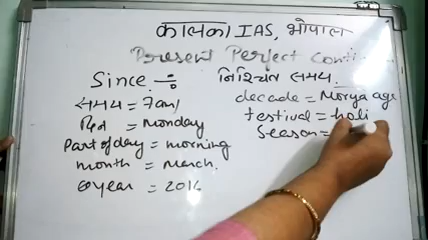 कालका IAS, भोपाल
Present Perfect Conti
Since ÷ निश्चित समय
समय = 7am decade = Morya age
दिन = Monday festival = holi
Part of day = morning Season =
month = March
year = 2016